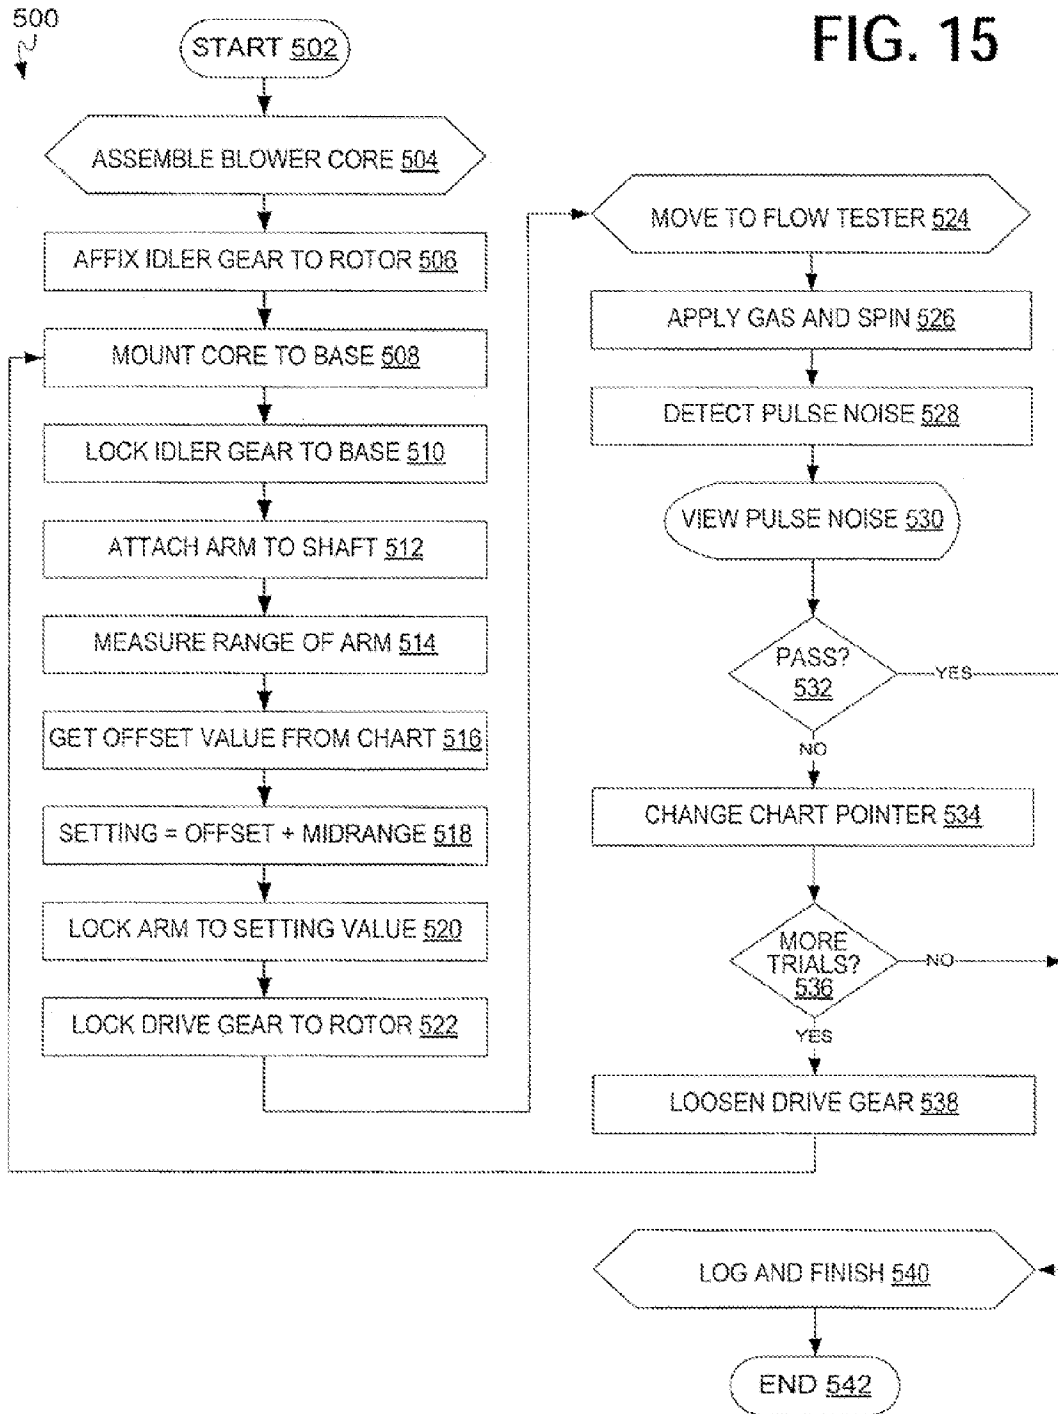 500
FIG. 15
START 502
ASSEMBLE BLOWER CORE 504
AFFIX IDLER GEAR TO ROTOR 506
MOUNT CORE TO BASE 508
LOCK IDLER GEAR TO BASE 510
ATTACH ARM TO SHAFT 512
MEASURE RANGE OF ARM 514
GET OFFSET VALUE FROM CHART 516
SETTING = OFFSET + MIDRANGE 518
LOCK ARM TO SETTING VALUE 520
LOCK DRIVE GEAR TO ROTOR 522
MOVE TO FLOW TESTER 524
APPLY GAS AND SPIN 526
DETECT PULSE NOISE 528
VIEW PULSE NOISE 530
PASS?
532
YES
NO
CHANGE CHART POINTER 534
MORE
TRIALS?
536
NO
YES
LOOSEN DRIVE GEAR 538
LOG AND FINISH 540
END 542